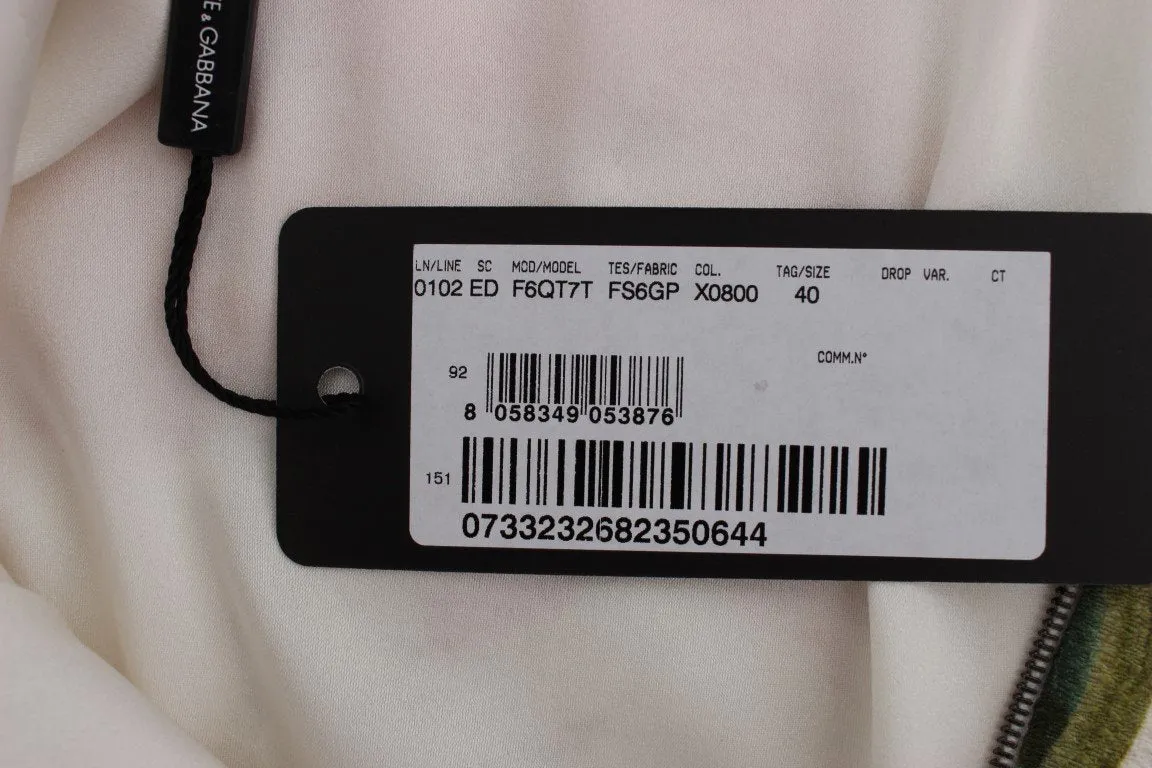 & GABBANA
LN/LINE SC MOD/MODEL TES/FABRIC COL. TAG/SIZE DROP VAR. CT
0102 ED F6QT7T FS6GP X0800 40
COMM.N°
92
8 058349 053876
151
0733232682350644